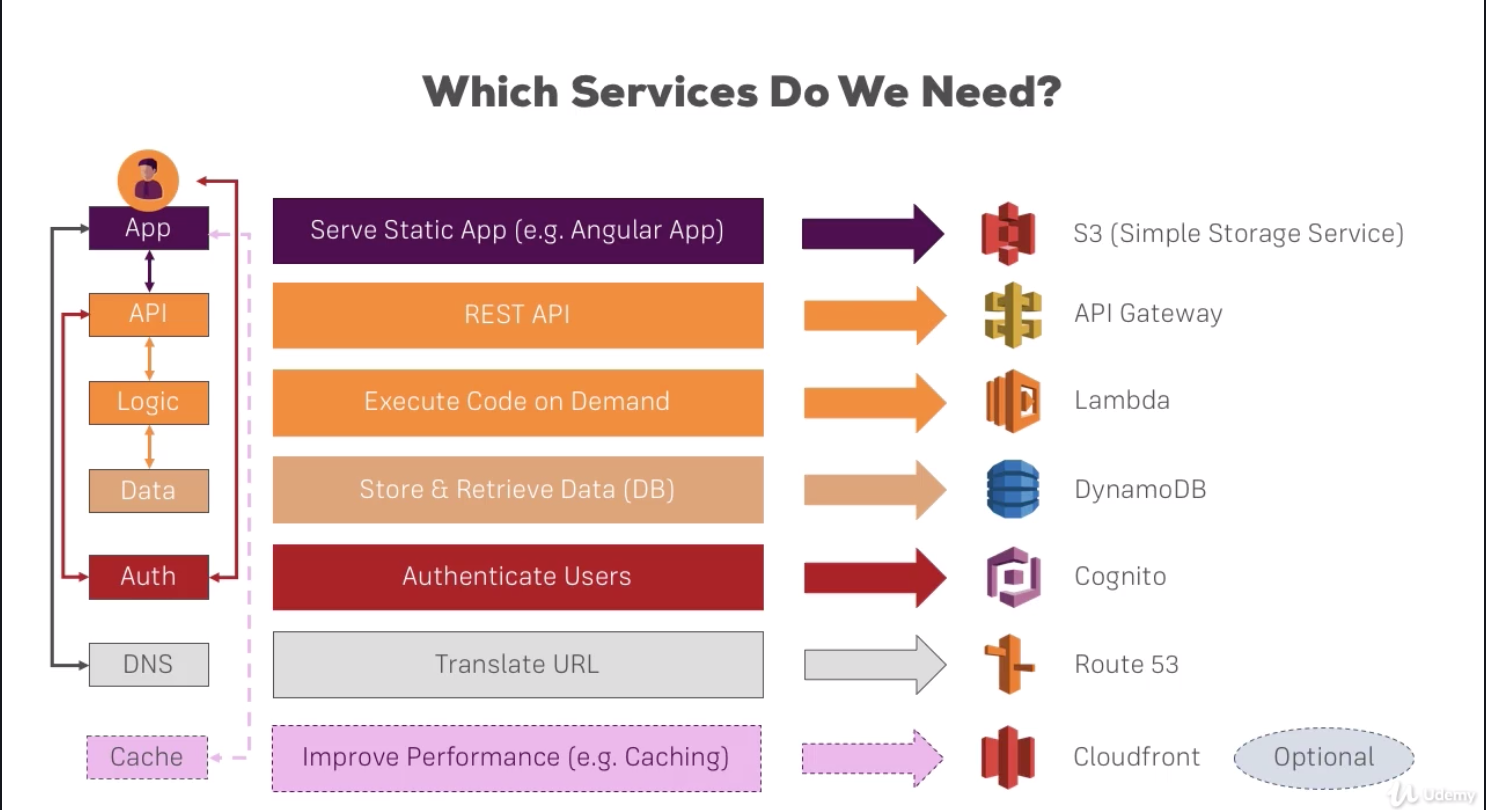 Which Services Do We Need?
App
Serve Static App (e.g. Angular App)
S3 (Simple Storage Service)
API
REST API
API Gateway
Logic
Execute Code on Demand
Lambda
Data
Store & Retrieve Data (DB)
DynamoDB
Auth
Authenticate Users
Cognito
DNS
Translate URL
Route 53
Cache
Improve Performance (e.g. Caching)
Cloudfront
Optional
Udemy